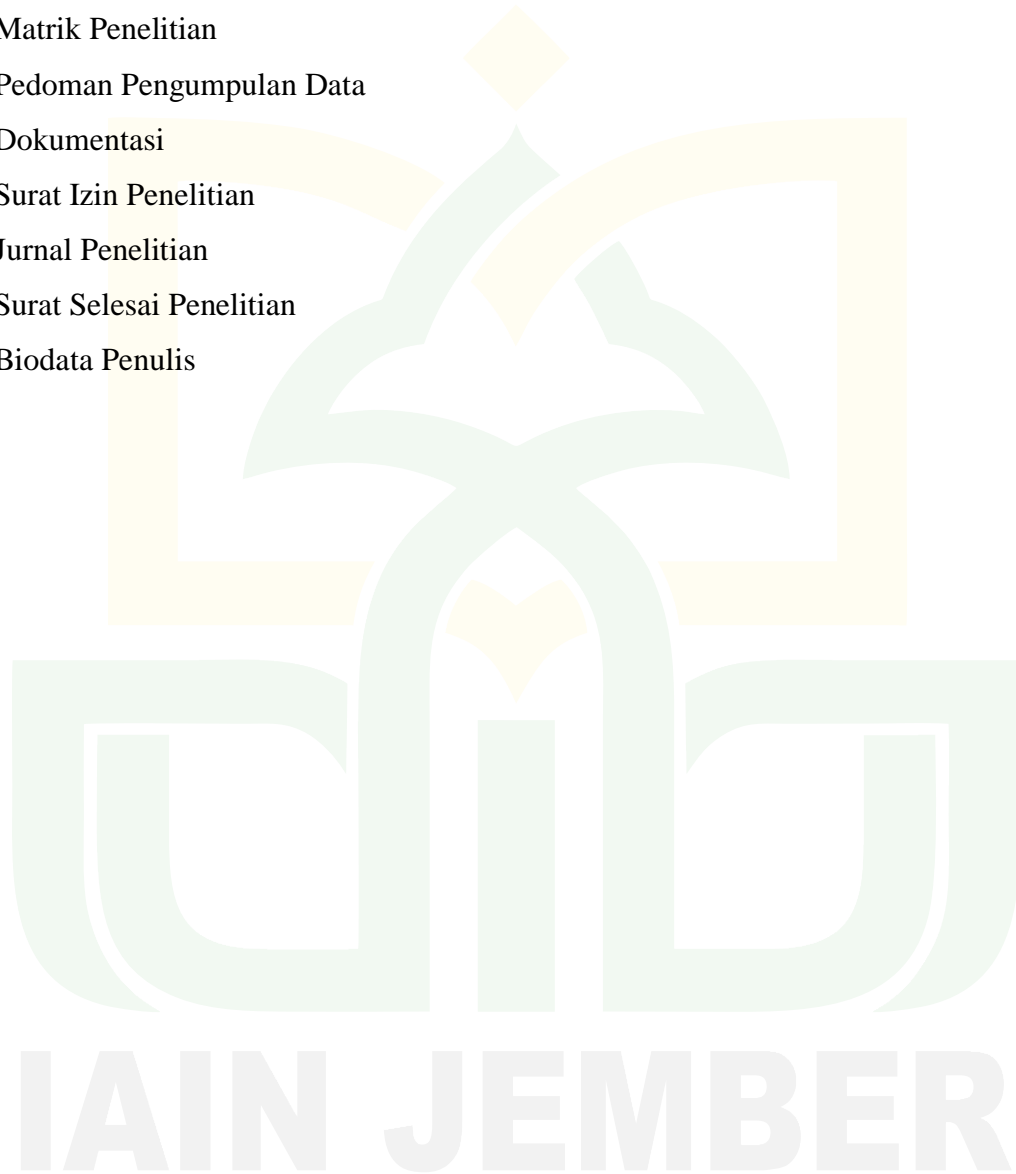 Matrik Penelitian
Pedoman Pengumpulan Data
Dokumentasi
Surat Izin Penelitian
Jurnal Penelitian
Surat Selesai Penelitian
Biodata Penulis
IAIN JEMBER